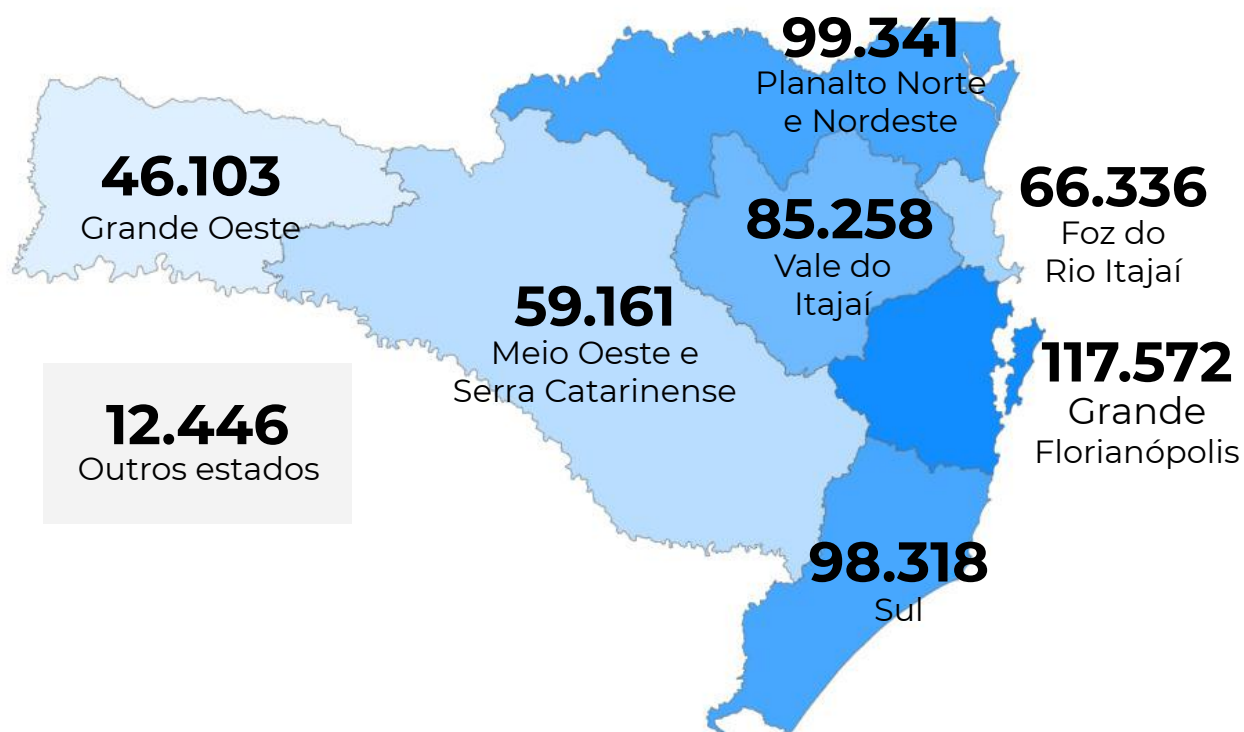 99.341
Planalto Norte
e Nordeste
46.103
Grande Oeste
85.258
Vale do
Itajaí
66.336
Foz do
Rio Itajaí
59.161
Meio Oeste e
Serra Catarinense
117.572
Grande
Florianópolis
12.446
Outros estados
98.318
Sul